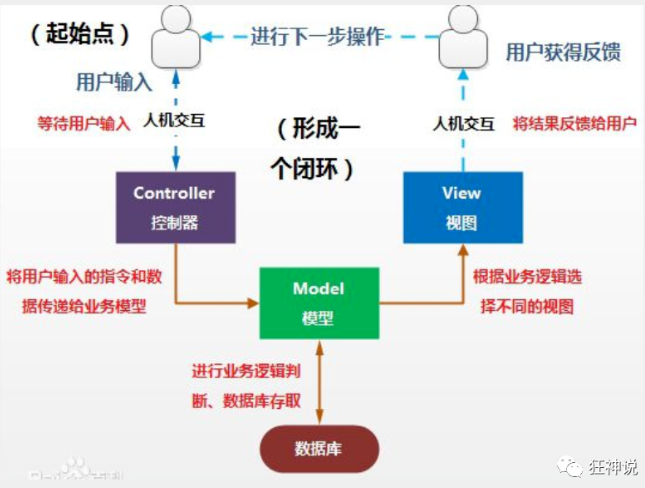 （起始点）
进行下一步操作
用户获得反馈
用户输入
等待用户输入
人机交互
（形成一
个闭环）
人机交互
将结果反馈给用户
Controller
控制器
View
视图
将用户输入的指令和数
据传递给业务模型
Model
模型
根据业务逻辑选
择不同的视图
进行业务逻辑判
断、数据库存取
数据库
狂神说